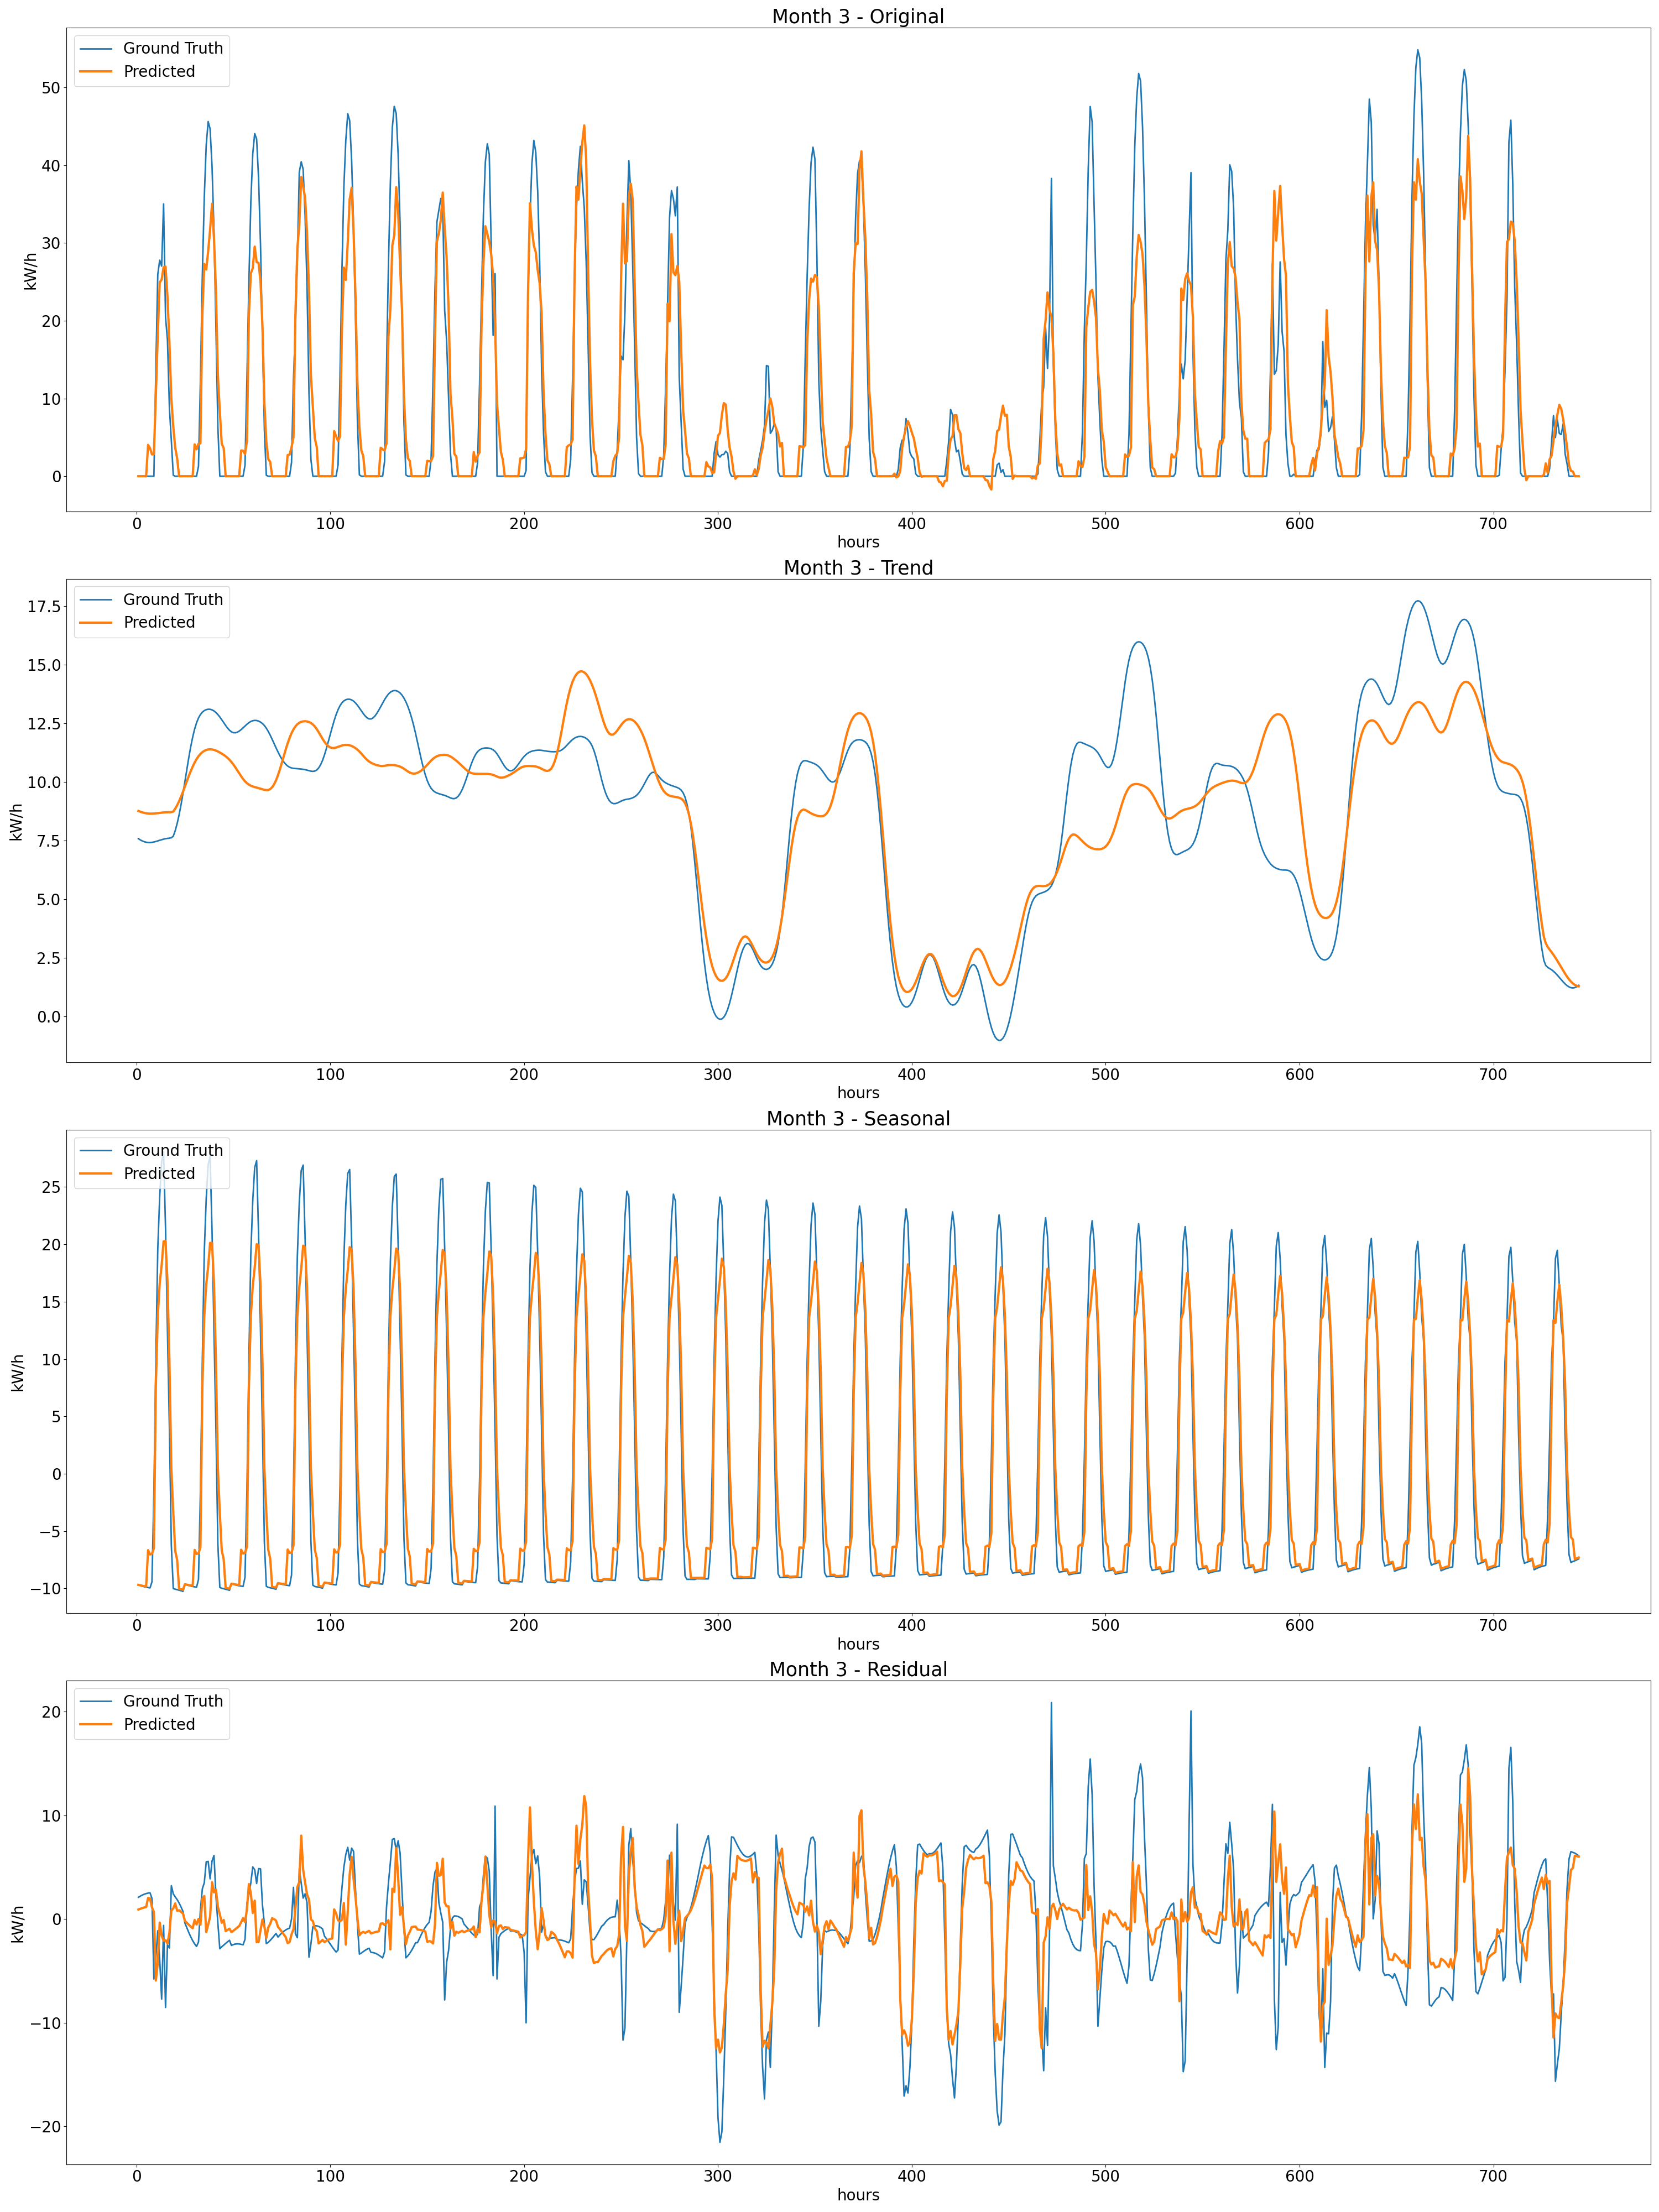 Month 3 - Original
Ground Truth
Predicted
50
40
30
20
10
0
kW/h
0 100 200 300 400 500 600 700
hours
Month 3 - Trend
Ground Truth
Predicted
17.5
15.0
12.5
10.0
7.5
5.0
2.5
0.0
kW/h
0 100 200 300 400 500 600 700
hours
Month 3 - Seasonal
Ground Truth
Predicted
25
20
15
10
5
0
−5
−10
kW/h
0 100 200 300 400 500 600 700
hours
Month 3 - Residual
Ground Truth
Predicted
20
10
0
−10
−20
kW/h
0 100 200 300 400 500 600 700
hours